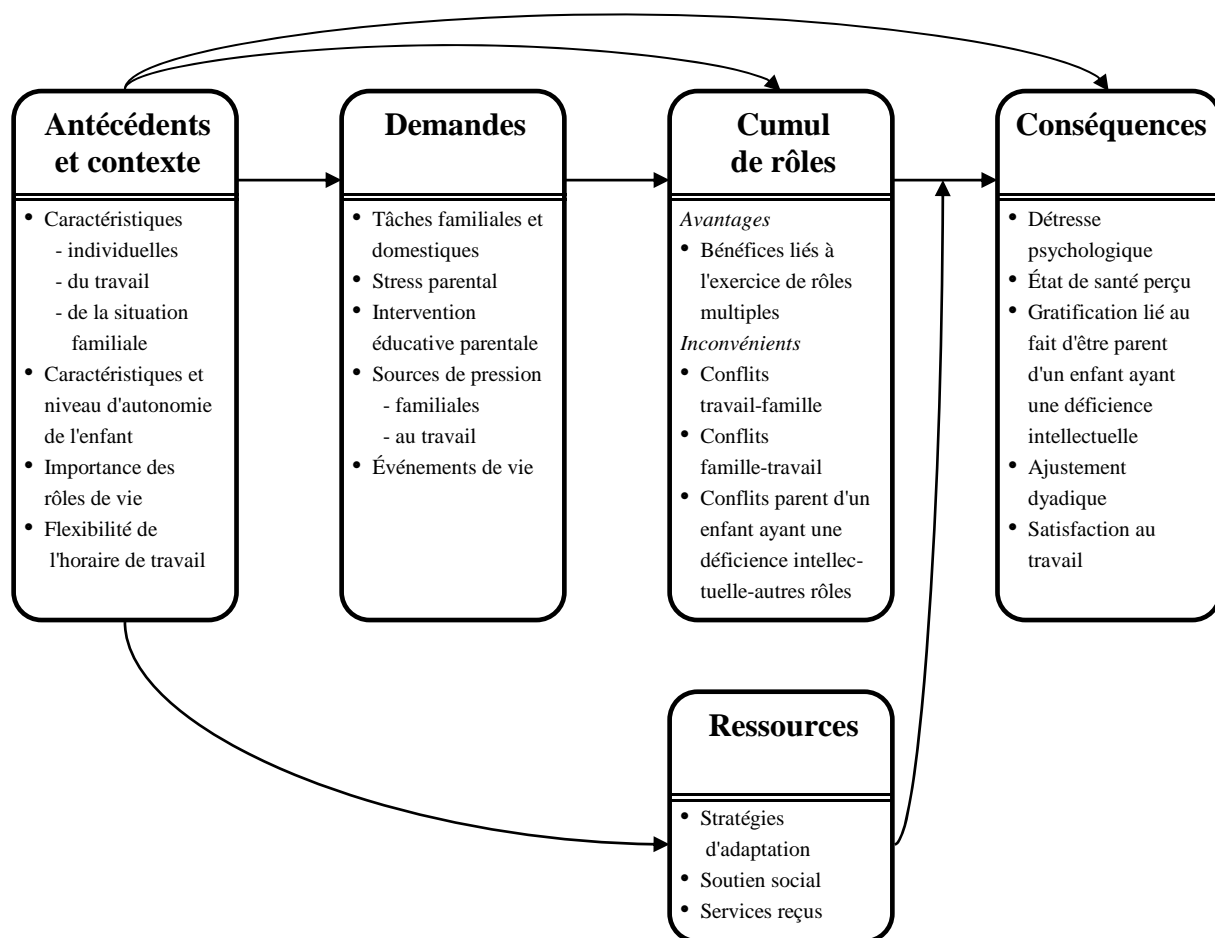 Antécédents
et contexte
• Caractéristiques
- individuelles
- du travail
- de la situation
familiale
• Caractéristiques et
niveau d'autonomie
de l'enfant
• Importance des
rôles de vie
• Flexibilité de
l'horaire de travail
Demandes
• Tâches familiales et
domestiques
• Stress parental
• Intervention
éducative parentale
• Sources de pression
- familiales
- au travail
• Événements de vie
Cumul
de rôles
Avantages
• Bénéfices liés à
l'exercice de rôles
multiples
Inconvénients
• Conflits
travail-famille
• Conflits
famille-travail
• Conflits parent d'un
enfant ayant une
déficience intellec-
tuelle-autres rôles
Conséquences
• Détresse
psychologique
• État de santé perçu
• Gratification lié au
fait d'être parent
d'un enfant ayant
une déficience
intellectuelle
• Ajustement
dyadique
• Satisfaction au
travail
Ressources
• Stratégies
d'adaptation
• Soutien social
• Services reçus